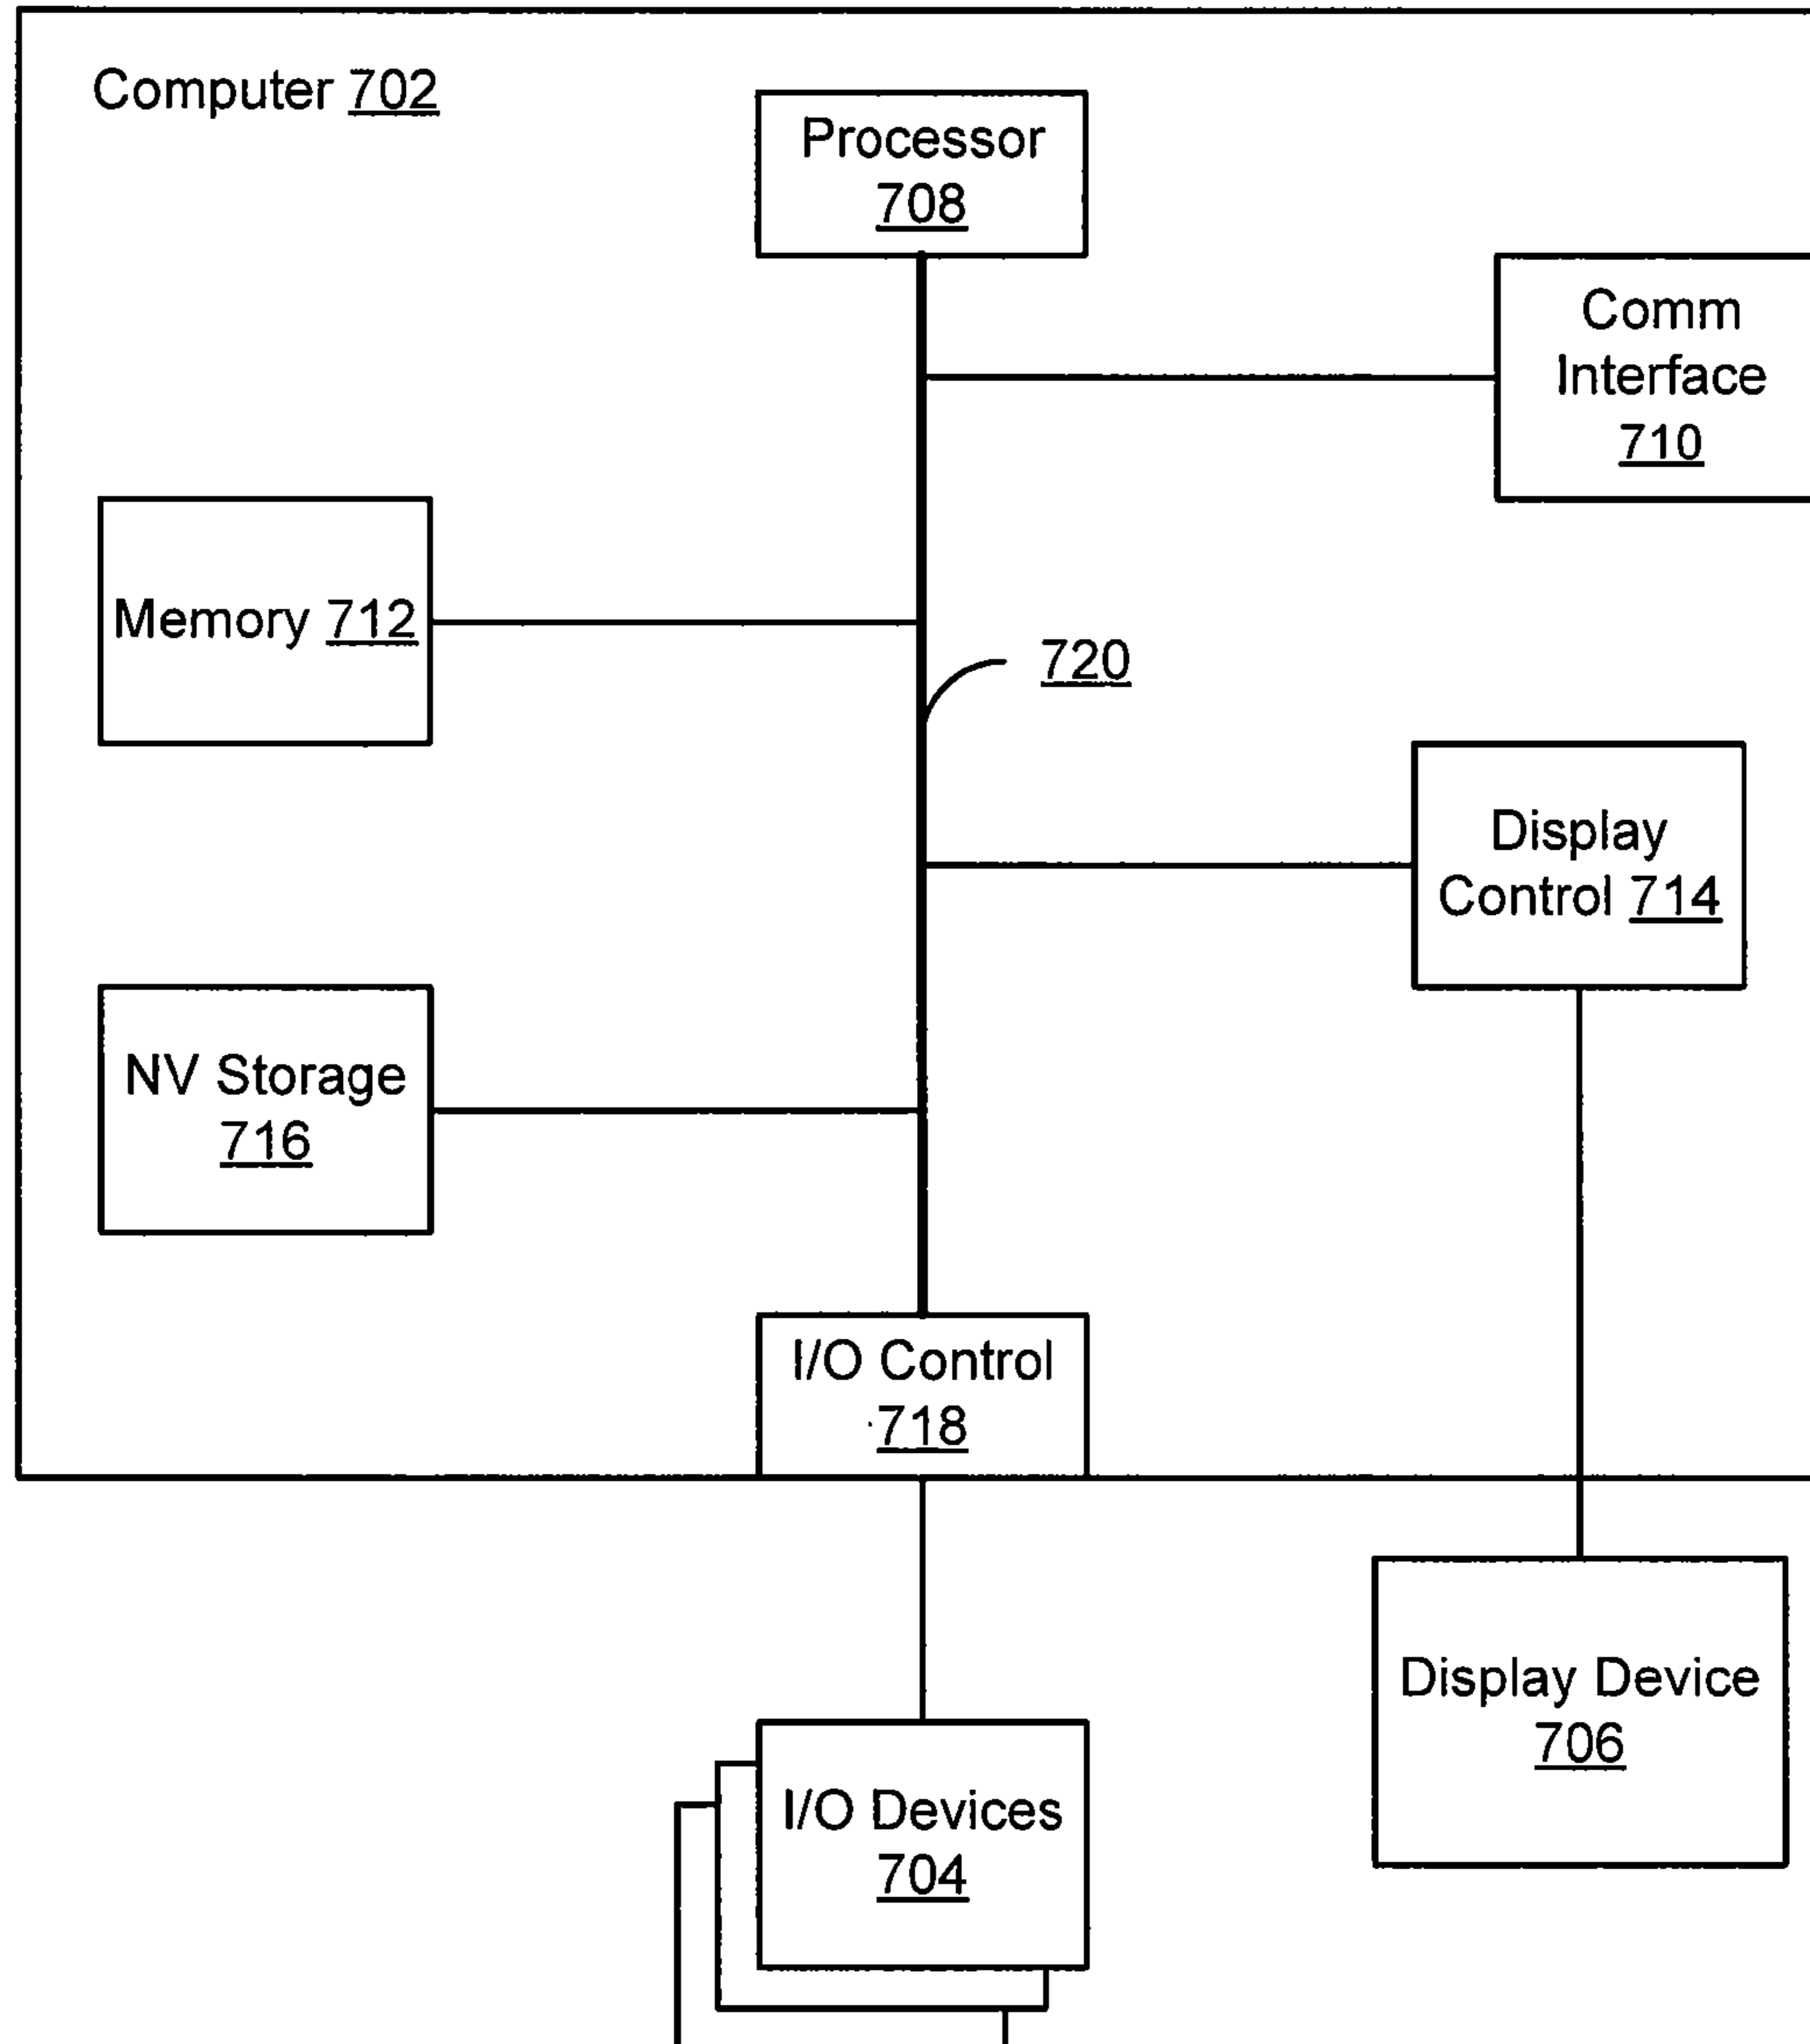 Computer 702
Processor
708
Comm
Interface
710
Memory 712
720
Display
Control 714
NV Storage
716
I/O Control
718
Display Device
706
I/O Devices
704